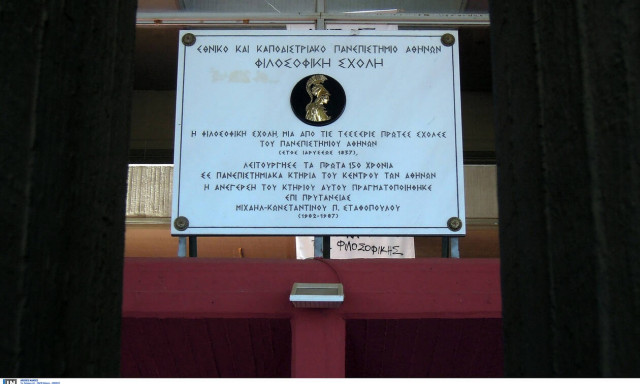 ΕΘΝΙΚΟ ΚΑΙ ΚΑΠΟΔΙΣΤΡΙΑΚΟ ΠΑΝΕΠΙΣΤΗΜΙΟ ΑΘΗΝΩΝ
ΦΙΛΟΣΟΦΙΚΗ ΣΧΟΛΗ
Η ΦΙΛΟΣΟΦΙΚΗ ΣΧΟΛΗ, ΜΙΑ ΑΠΟ ΤΙΣ ΤΕΣΣΕΡΙΣ ΠΡΩΤΕΣ ΣΧΟΛΕΣ
ΤΟΥ ΠΑΝΕΠΙΣΤΗΜΙΟΥ ΑΘΗΝΩΝ
(ΕΤΟΣ ΙΔΡΥΣΕΩΣ 1837),
ΛΕΙΤΟΥΡΓΗΣΕ ΤΑ ΠΡΩΤΑ 150 ΧΡΟΝΙΑ
ΣΕ ΠΑΝΕΠΙΣΤΗΜΙΑΚΑ ΚΤΗΡΙΑ ΤΟΥ ΚΕΝΤΡΟΥ ΤΩΝ ΑΘΗΝΩΝ
Η ΑΝΕΓΕΡΣΗ ΤΟΥ ΚΤΗΡΙΟΥ ΑΥΤΟΥ ΠΡΑΓΜΑΤΟΠΟΙΗΘΗΚΕ
ΕΠΙ ΠΡΥΤΑΝΕΙΑΣ
ΜΙΧΑΗΛ-ΚΩΝΣΤΑΝΤΙΝΟΥ Π. ΣΤΑΘΟΠΟΥΛΟΥ
(1982-1987)
ΦΙΛΟΣΟΦΙΚΗΣ